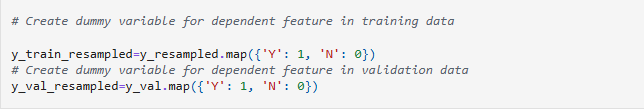 # Create dummy variable for dependent feature in training data
y_train_resampled=y_resampled.map({'Y': 1, 'N': 0})
# Create dummy variable for dependent feature in validation data
y_val_resampled=y_val.map({'Y': 1, 'N': 0})